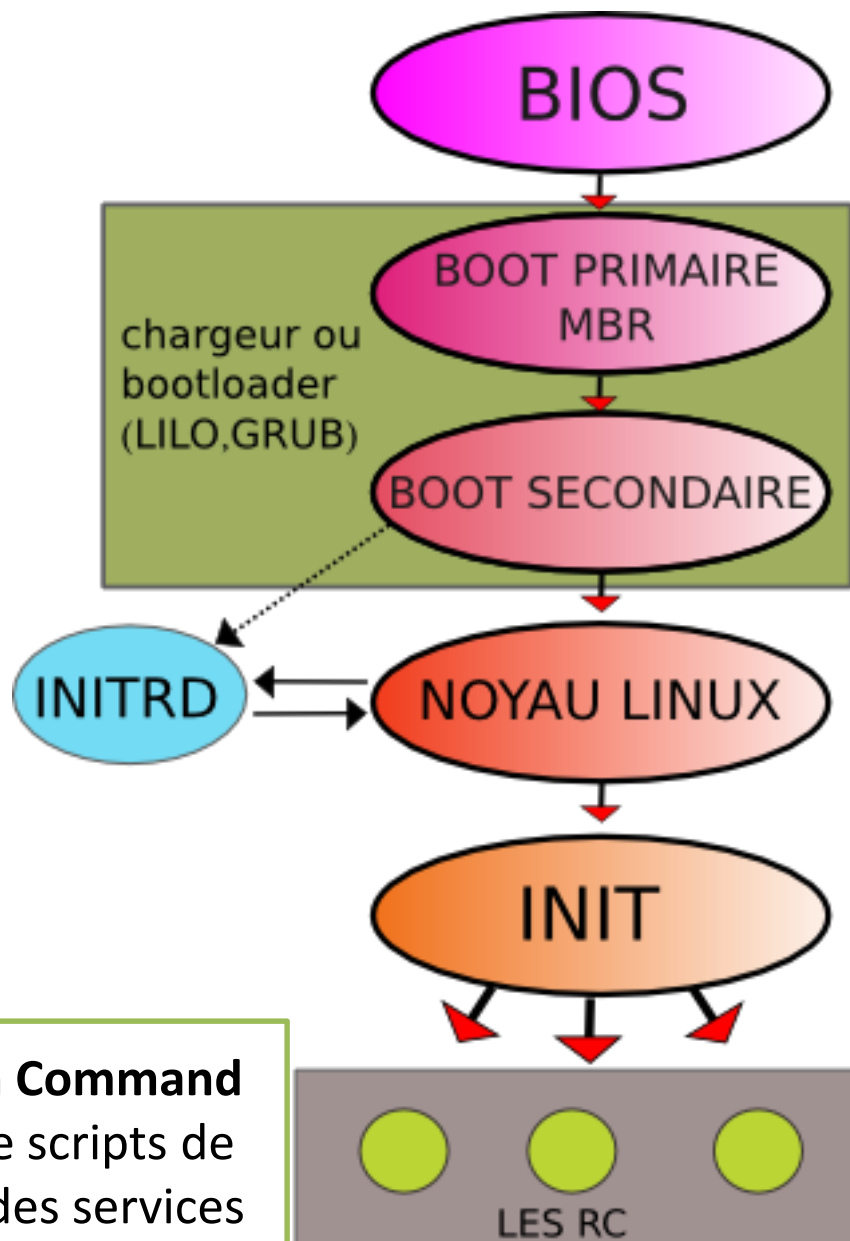 BIOS
BOOT PRIMAIRE
MBR
chargeur ou
bootloader
(LILO,GRUB)
BOOT SECONDAIRE
INITRD
NOYAU LINUX
INIT
Command
scripts de
des services
LES RC